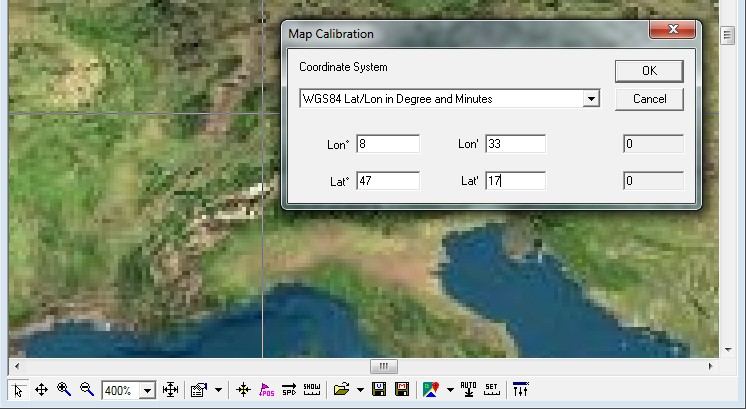 Map Calibration
Coordinate System
OK
WGS84 Lat/Lon in Degree and Minutes
Cancel
Lon° 8 Lon' 33 0
Lat° 47 Lat' 17 0
400% POS SPD SHOW AUTO SET